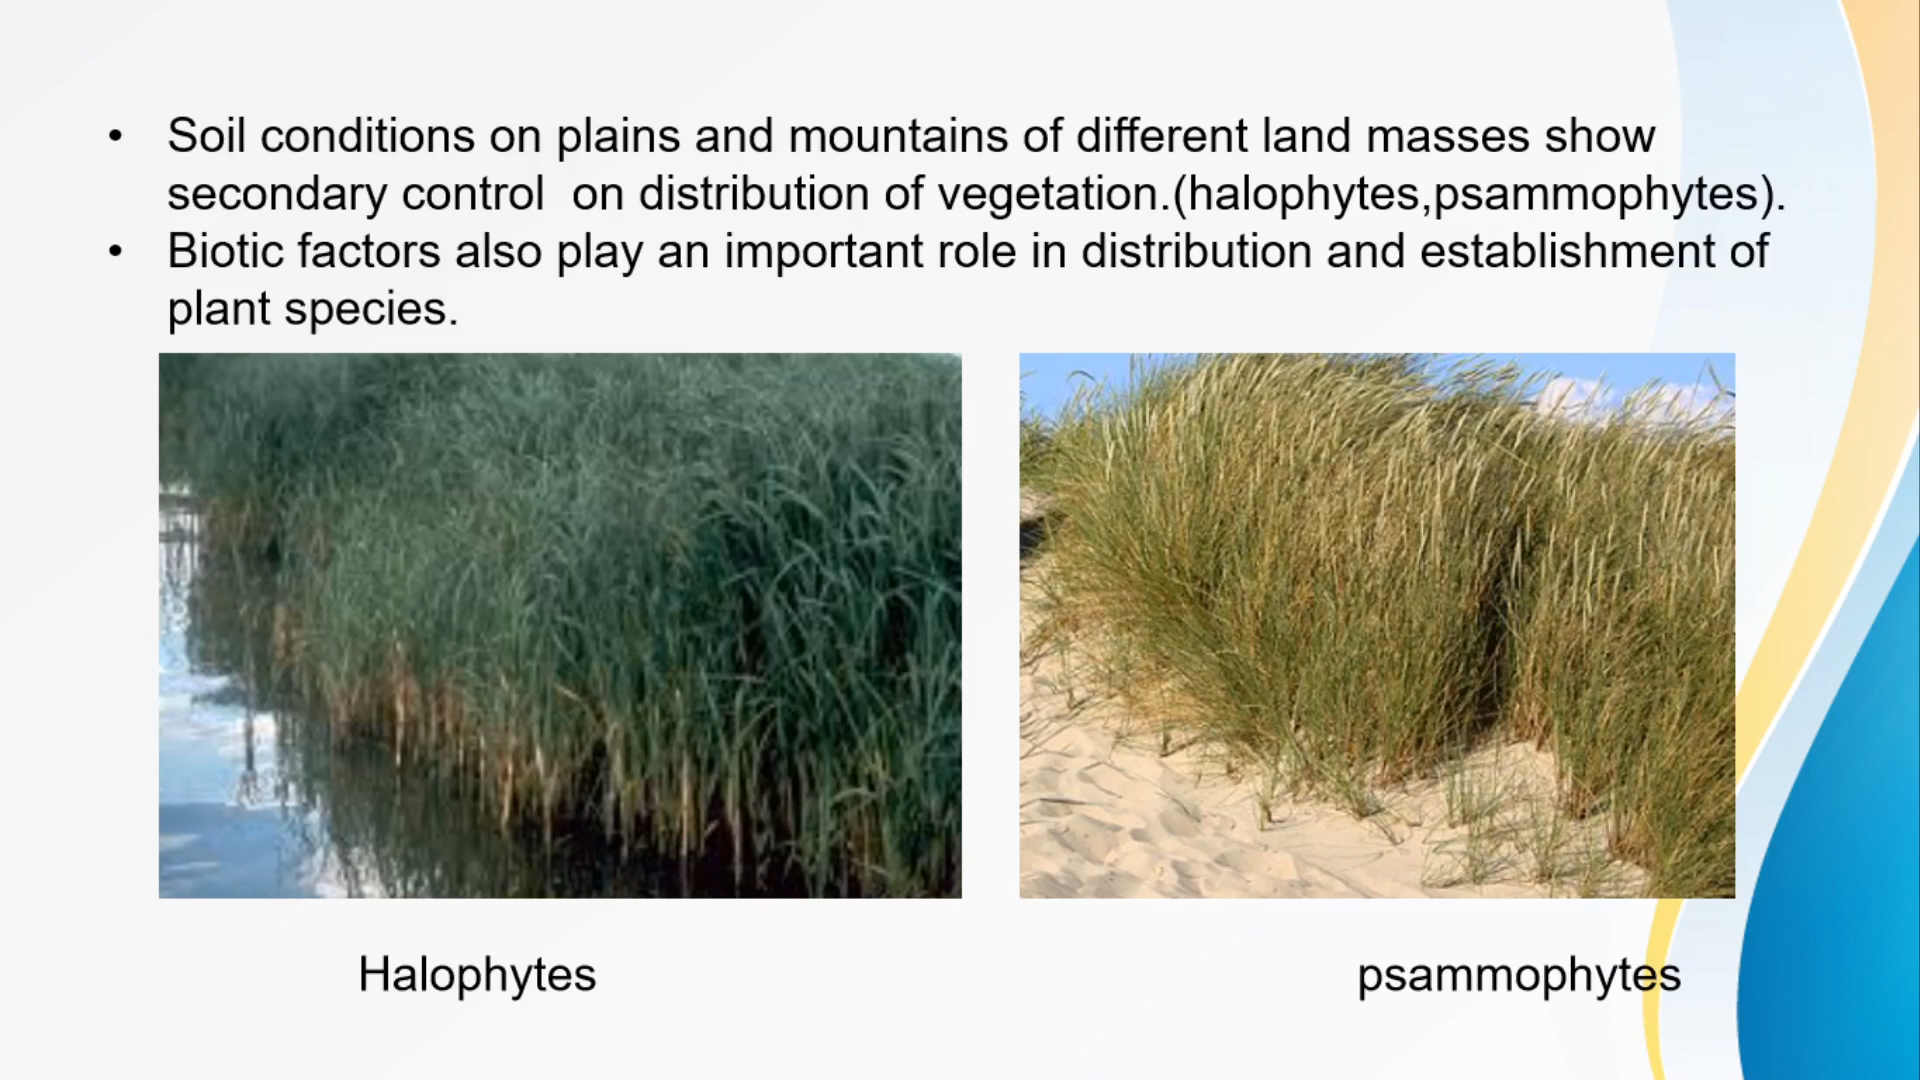 • Soil conditions on plains and mountains of different land masses show
secondary control  on distribution of vegetation.(halophytes,psammophytes).
• Biotic factors also play an important role in distribution and establishment of
plant species.
Halophytes
psammophytes